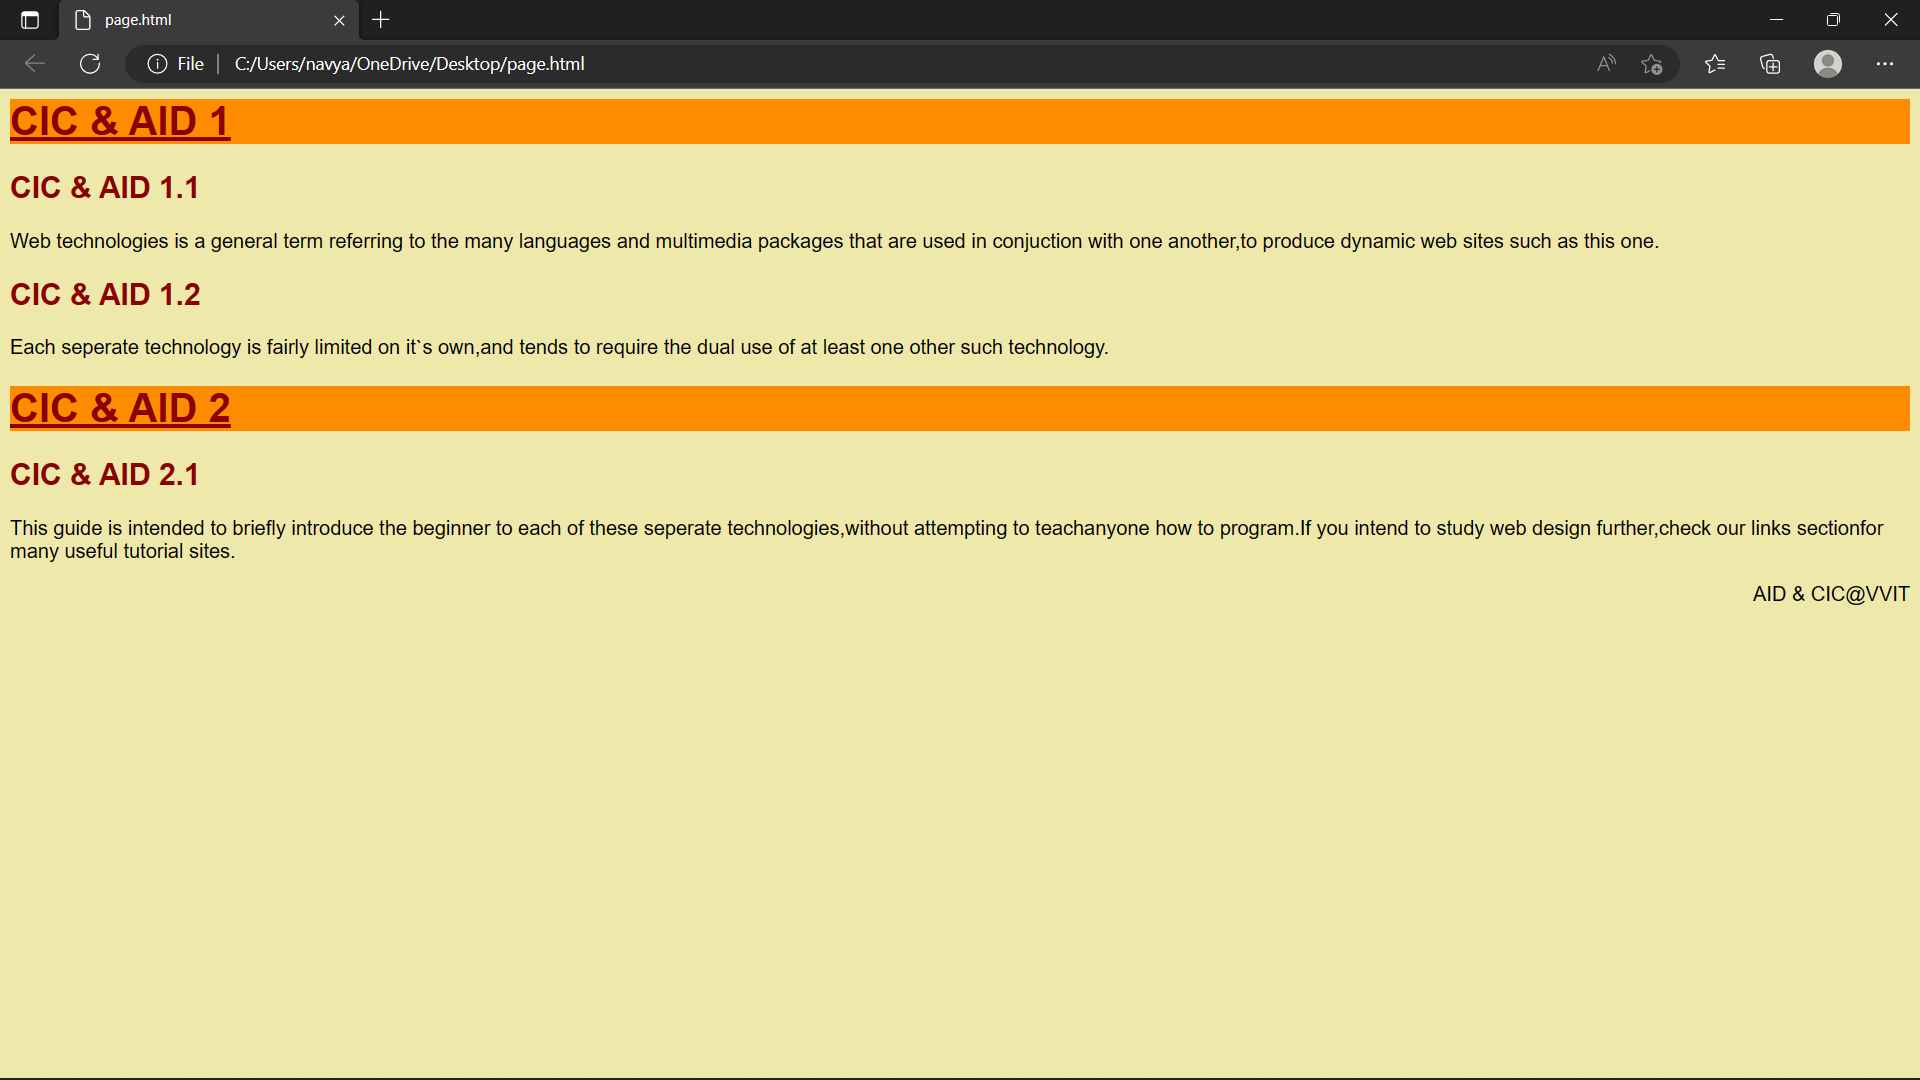 page.html
File
C:/Users/navya/OneDrive/Desktop/page.html
CIC & AID 1
CIC & AID 1.1
Web technologies is a general term referring to the many languages and multimedia packages that are used in conjuction with one another,to produce dynamic web sites such as this one.
CIC & AID 1.2
Each seperate technology is fairly limited on it`s own,and tends to require the dual use of at least one other such technology.
CIC & AID 2
CIC & AID 2.1
This guide is intended to briefly introduce the beginner to each of these seperate technologies,without attempting to teachanyone how to program.If you intend to study web design further,check our links sectionfor
many useful tutorial sites.
AID & CIC@VVIT